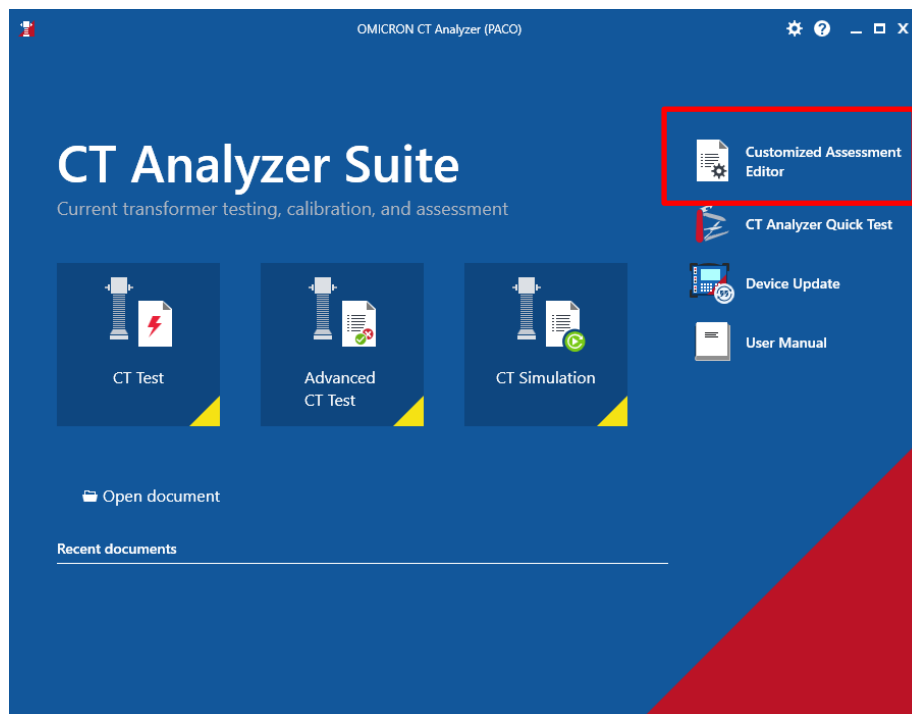 OMICRON CT Analyzer (PACO)
CT Analyzer Suite
Current transformer testing, calibration, and assessment
CT Test
Advanced
CT Test
CT Simulation
Customized Assessment
Editor
CT Analyzer Quick Test
Device Update
User Manual
Open document
Recent documents